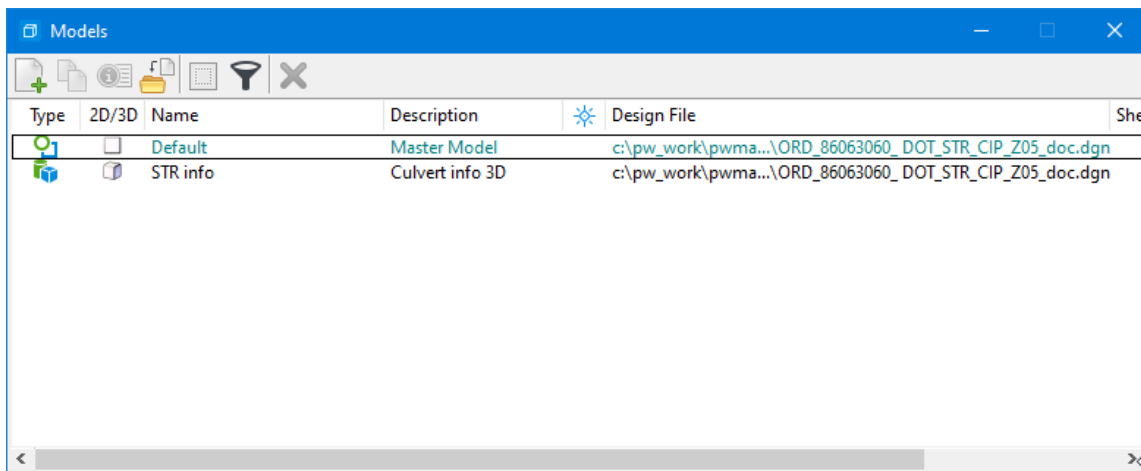 Models
Type 2D/3D Name Description Design File She
Default Master Model c:\pw_work\pwma...\ORD_86063060_ DOT_STR_CIP_Z05_doc.dgn
STR info Culvert info 3D c:\pw_work\pwma...\ORD_86063060_ DOT_STR_CIP_Z05_doc.dgn